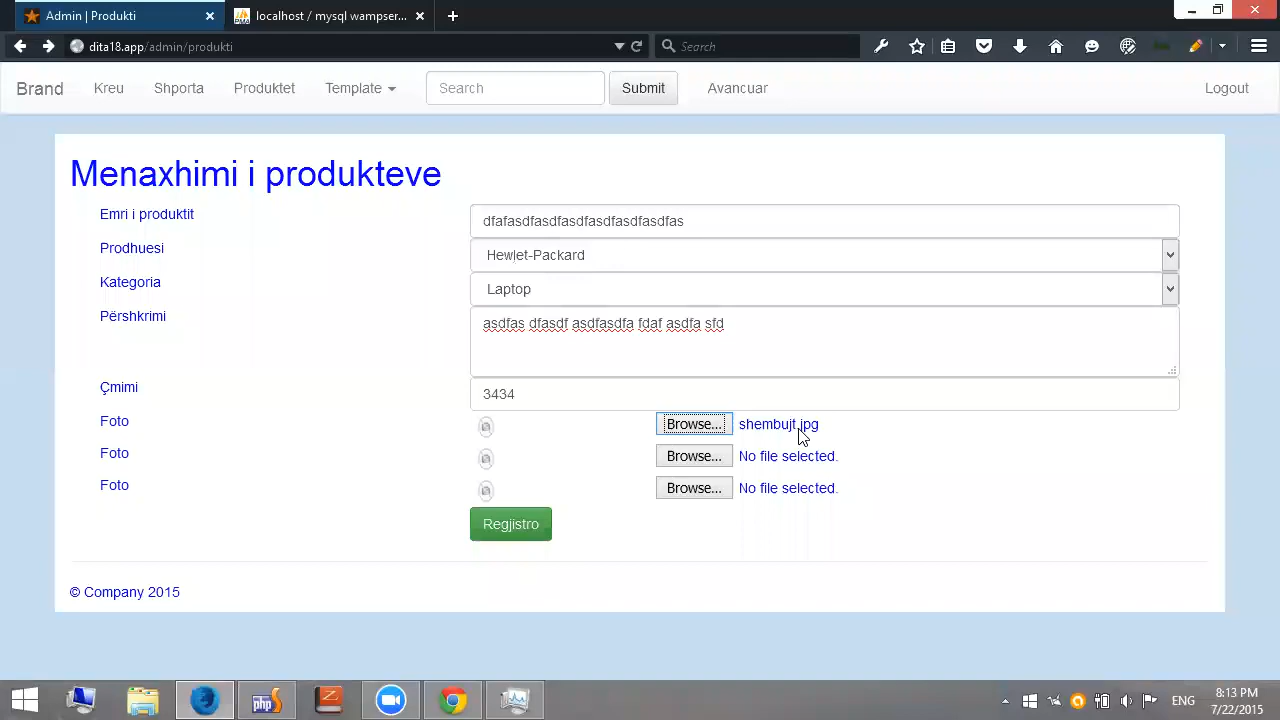 Admin | Produkti
localhost / mysql wampser...
dita18.app/admin/produkti
Search
Brand Kreu Shporta Produktet Template Search Submit Avancuar Logout
Menaxhimi i produkteve
Emri i produktit dfafasdfasdfasdfasdfasdfasdfas
Prodhuesi Hewlet-Packard
Kategoria Laptop
Përshkrimi asdfas dfasdf asdfasdfa fdaf asdfa sfd
Çmimi 3434
Foto Browse... shembujt.jpg
Foto Browse... No file selected.
Foto Browse... No file selected.
Regjistro
© Company 2015
php
ENG
8:13 PM
7/22/2015